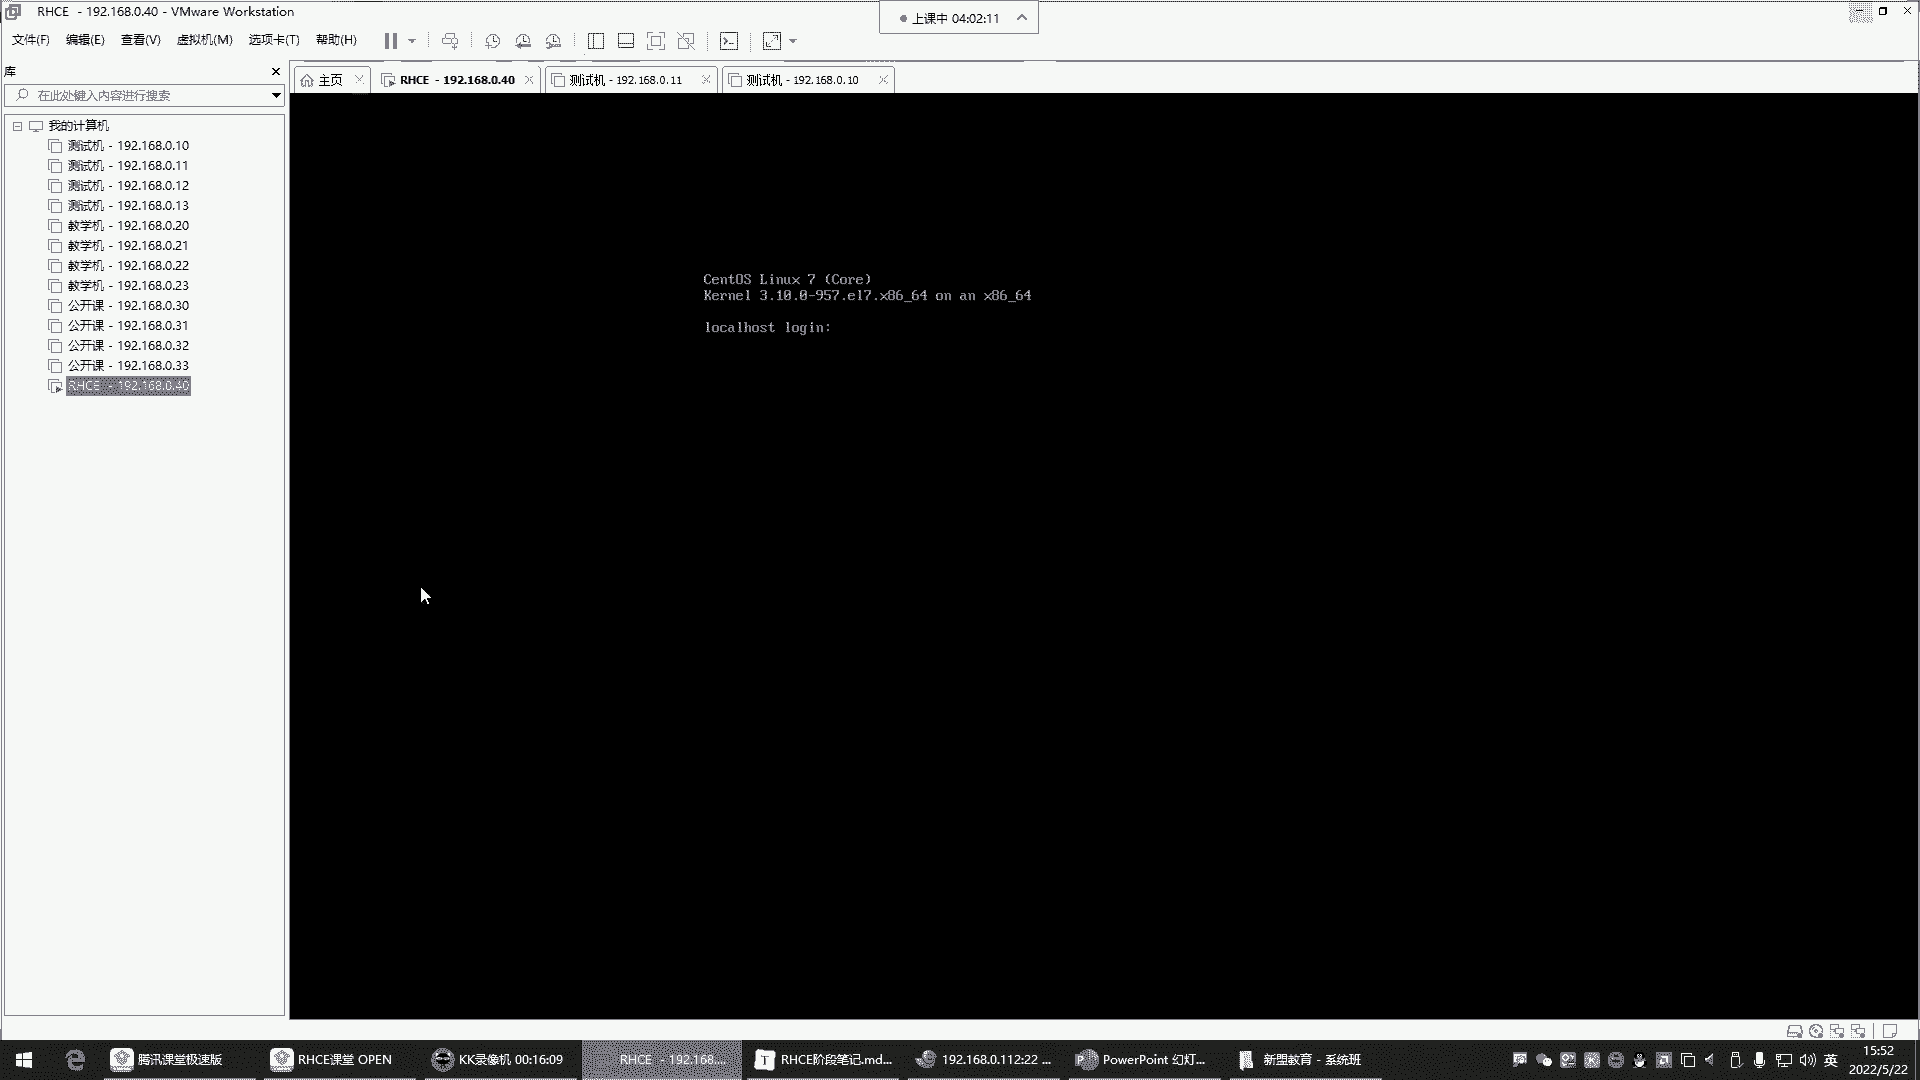 RHCE - 192.168.0.40 - VMware Workstation
上课中 04:02:11
文件(F) 编辑(E) 查看(V) 虚拟机(M) 选项卡(T) 帮助(H)
库
主页
RHCE - 192.168.0.40
测试机 - 192.168.0.11
测试机 - 192.168.0.10
在此处键入内容进行搜索
我的计算机
测试机 - 192.168.0.10
测试机 - 192.168.0.11
测试机 - 192.168.0.12
测试机 - 192.168.0.13
教学机 - 192.168.0.20
教学机 - 192.168.0.21
教学机 - 192.168.0.22
教学机 - 192.168.0.23
公开课 - 192.168.0.30
公开课 - 192.168.0.31
公开课 - 192.168.0.32
公开课 - 192.168.0.33
RHCE - 192.168.0.40
CentOS Linux 7 (Core)
Kernel 3.10.0-957.el7.x86_64 on an x86_64
localhost login:
腾讯课堂极速版
RHCE课堂 OPEN
KK录像机 00:16:09
RHCE - 192.168....
RHCE阶段笔记.md...
192.168.0.112:22 ...
PowerPoint 幻灯...
新盟教育 - 系统班
英
15:52
2022/5/22